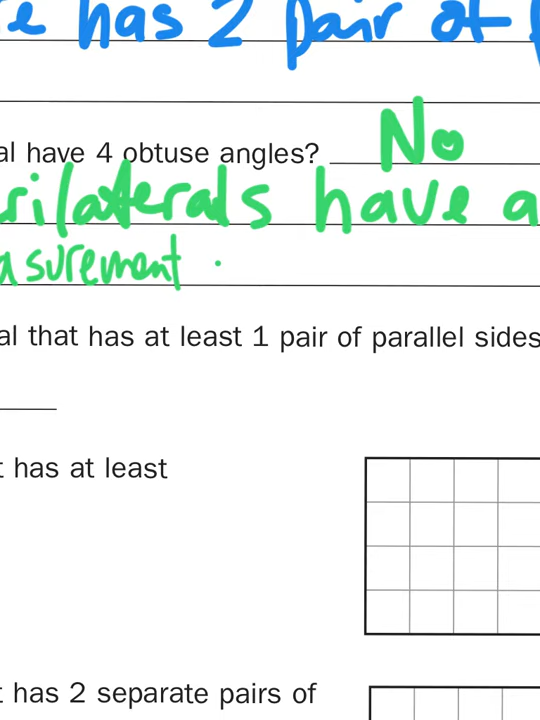 e has 2 pair of
al have 4 obtuse angles? No
rilaterals have a
asurement .
al that has at least 1 pair of parallel sides
t has at least
t has 2 separate pairs of